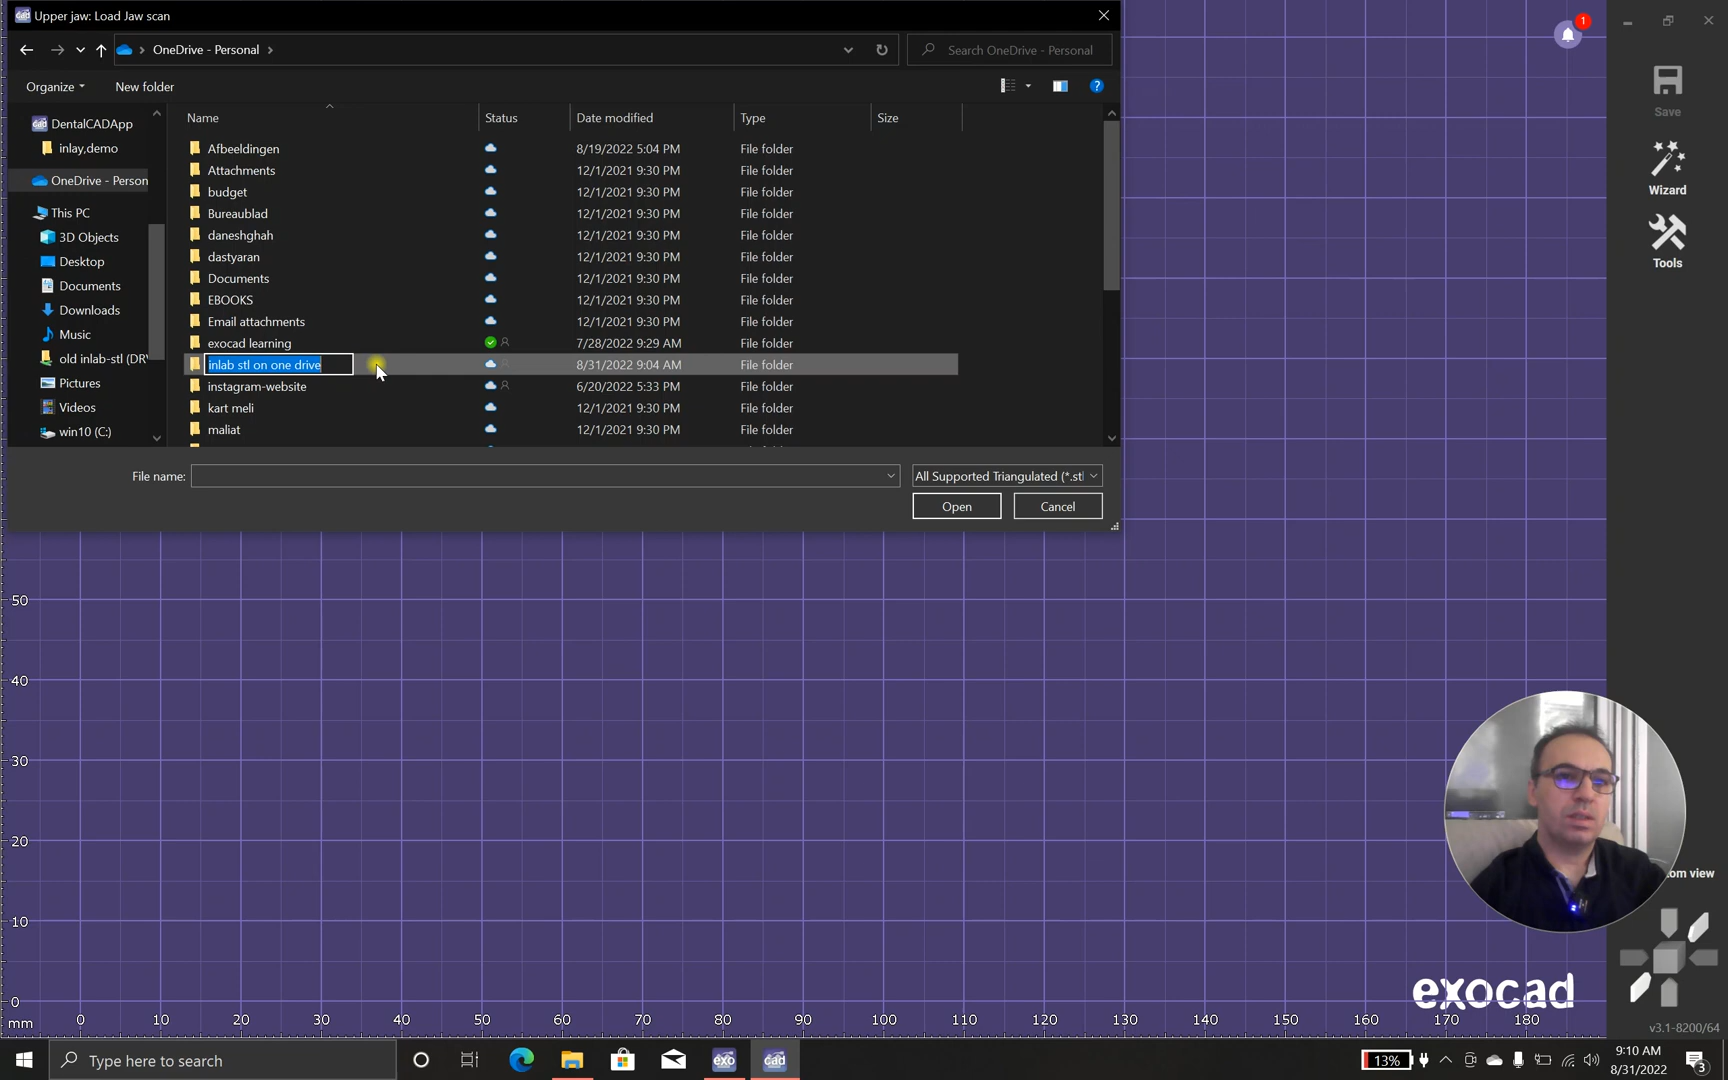 Upper jaw: Load Jaw scan
OneDrive - Personal
Search OneDrive - Personal
Organize
New folder
DentalCADApp
inlay,demo
OneDrive - Person
This PC
3D Objects
Desktop
Documents
Downloads
Music
old inlab-stl (DRV
Pictures
Videos
win10 (C:)
Name Status Date modified Type Size
Afbeeldingen 8/19/2022 5:04 PM File folder
Attachments 12/1/2021 9:30 PM File folder
budget 12/1/2021 9:30 PM File folder
Bureaublad 12/1/2021 9:30 PM File folder
daneshghah 12/1/2021 9:30 PM File folder
dastyaran 12/1/2021 9:30 PM File folder
Documents 12/1/2021 9:30 PM File folder
EBOOKS 12/1/2021 9:30 PM File folder
Email attachments 12/1/2021 9:30 PM File folder
exocad learning 7/28/2022 9:29 AM File folder
inlab stl on one drive 8/31/2022 9:04 AM File folder
instagram-website 6/20/2022 5:33 PM File folder
kart meli 12/1/2021 9:30 PM File folder
maliat 12/1/2021 9:30 PM File folder
File name:
All Supported Triangulated (*.stl
Open
Cancel
1
Save
Wizard
Tools
50
40
30
20
10
0
mm 0 10 20 30 40 50 60 70 80 90 100 110 120 130 140 150 160 170 180
om view
exocad
v3.1-8200/64
Type here to search
exo
cad
13%
9:10 AM
8/31/2022
3